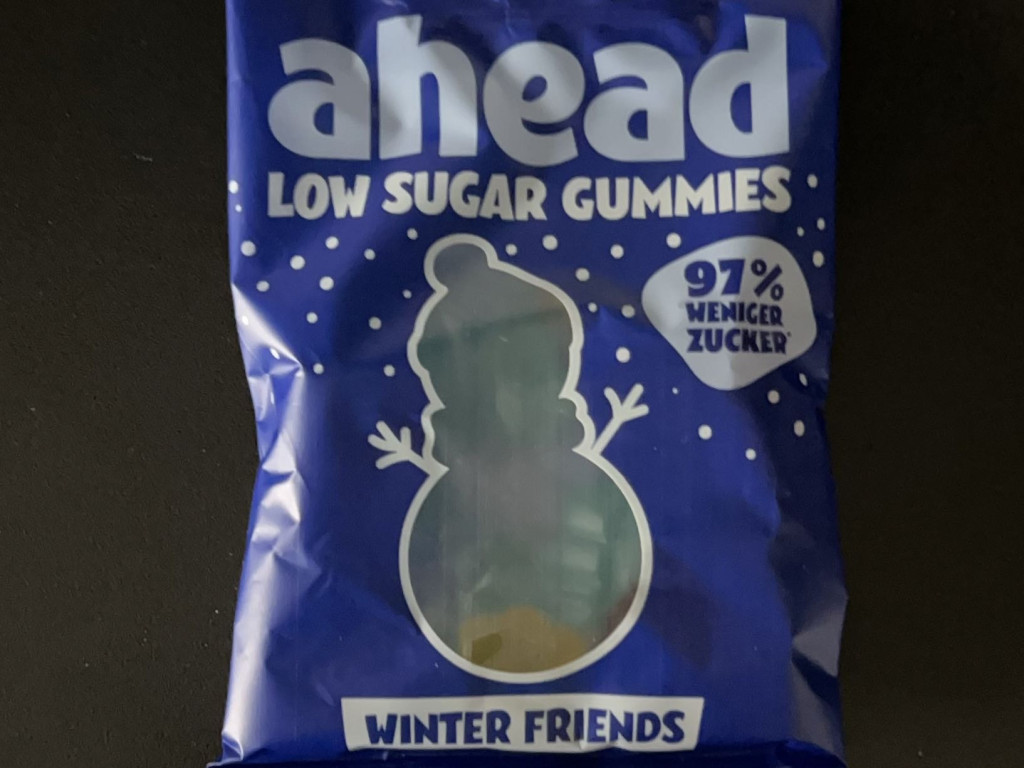 ahead
LOW SUGAR GUMMIES
97%
WENIGER
ZUCKER*
WINTER FRIENDS